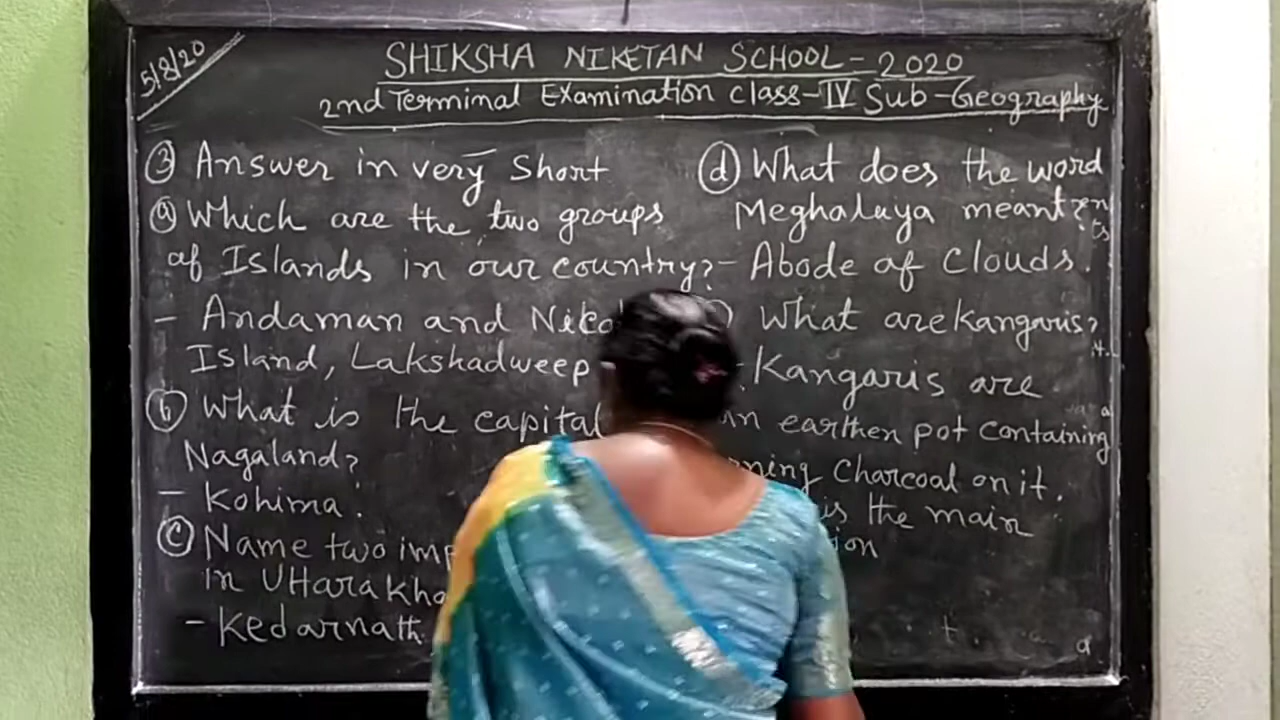 5/8/20
SHIKSHA NIKETAN SCHOOL - 2020
2nd Terminal Examination Class - IV Sub - Geography
③ Answer in very Short
ⓐ Which are the two groups
of Islands in our country?
- Andaman and
Island, Lakshadweep
ⓑ What is the capital
Nagaland?
- Kohima.
ⓒ Name two
in Uttarakha
- Kedarnath
ⓓ What does the word
Meghalaya meant?
- Abode of Clouds.
What are Kangaris?
- Kangaris are
an earthen pot containing
charcoal on it.
is the main